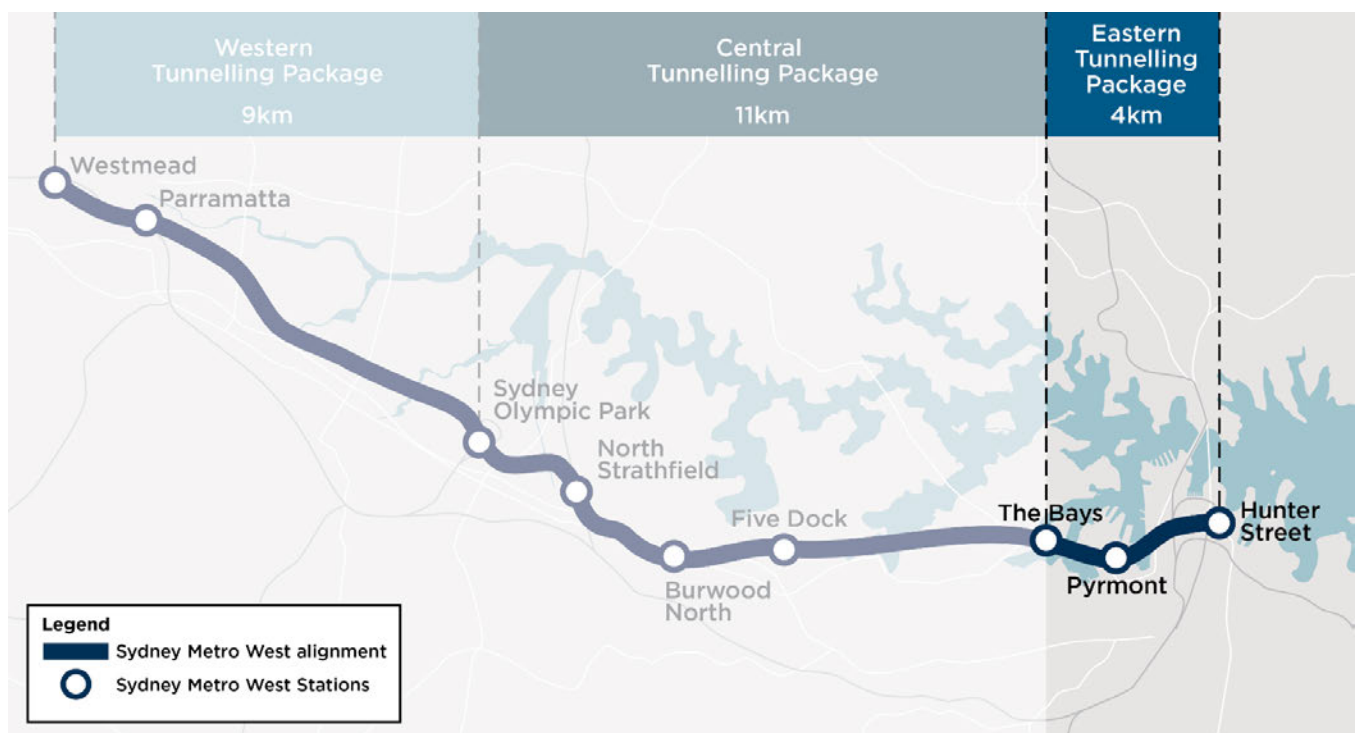 Western
Tunnelling Package
9km
Central
Tunnelling Package
11km
Eastern
Tunnelling
Package
4km
Westmead
Parramatta
Sydney
Olympic Park
North
Strathfield
Burwood
North
Five Dock
The Bays
Pyrmont
Hunter
Street
Legend
Sydney Metro West alignment
Sydney Metro West Stations